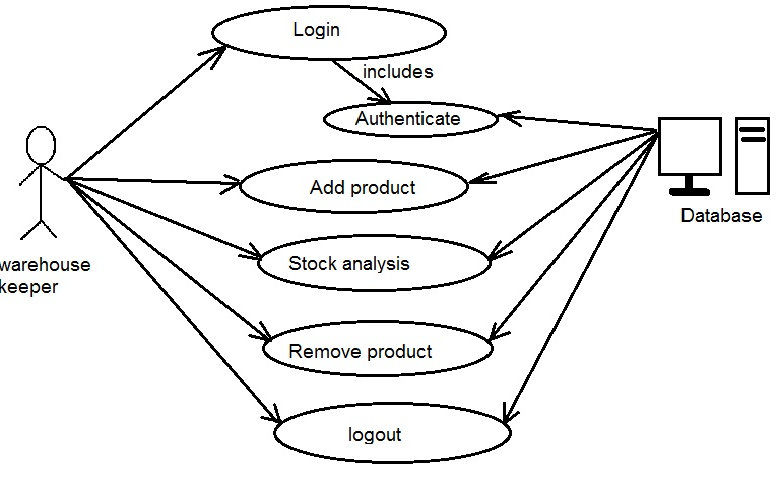 Login
includes
Authenticate
Add product
Database
Stock analysis
warehouse
keeper
Remove product
logout